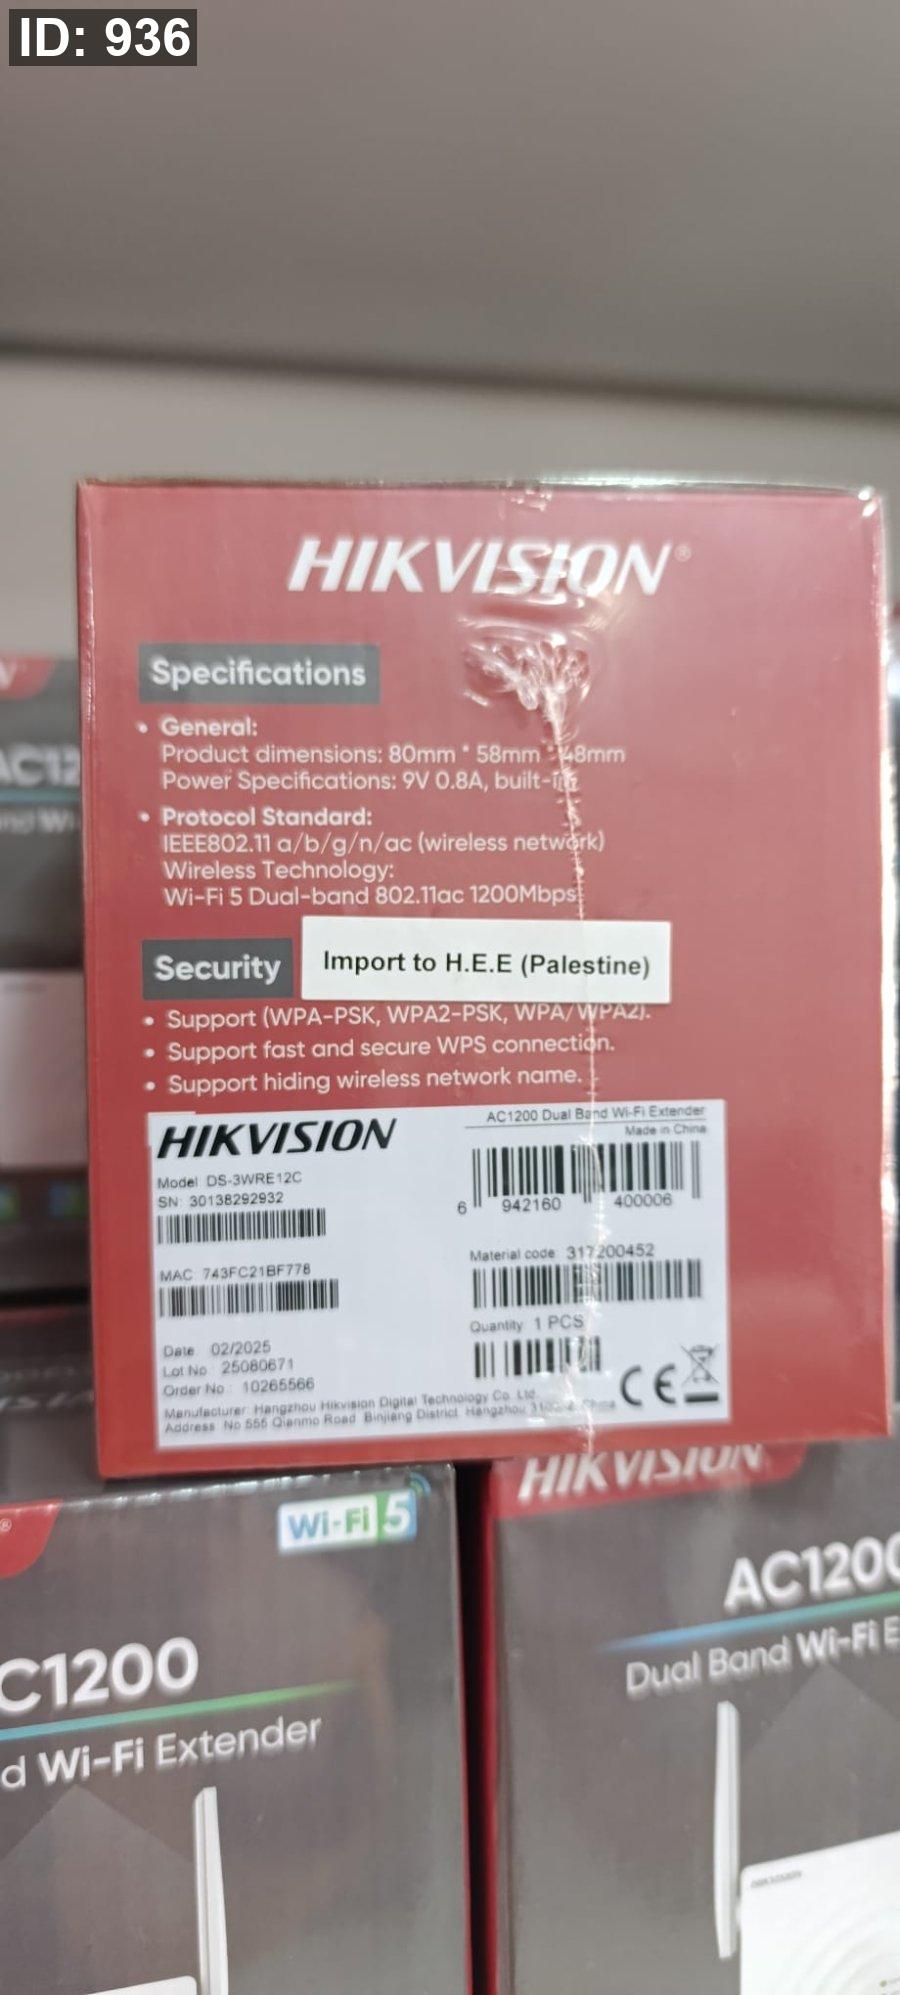 ID: 936
HIKVISION®
Specifications
• General:
Product dimensions: 80mm * 58mm 48mm
Power Specifications: 9V 0.8A, built-in
• Protocol Standard:
IEEE802.11 a/b/g/n/ac (wireless network)
Wireless Technology:
Wi-Fi 5 Dual-band 802.11ac 1200Mbps
Security
Import to H.E.E (Palestine)
• Support (WPA-PSK, WPA2-PSK, WPA/WPA2).
• Support fast and secure WPS connection.
• Support hiding wireless network name.
HIKVISION
AC1200 Dual Band Wi-Fi Extender
Made in China
Model DS-3WRE12C
SN: 30138292932
6 942160 400006
MAC: 743FC21BF778
Material code: 317200452
Quantity: 1 PCS
Date: 02/2025
Lot No.: 25080671
Order No.: 10265566
CE
Manufacturer: Hangzhou Hikvision Digital Technology Co. Ltd.
Address: No 555 Qianmo Road Binjiang District Hangzhou China
AC12
HIKVISION
Wi-Fi 5
C1200
d Wi-Fi Extender
AC1200
Dual Band Wi-Fi E
HIKVISION